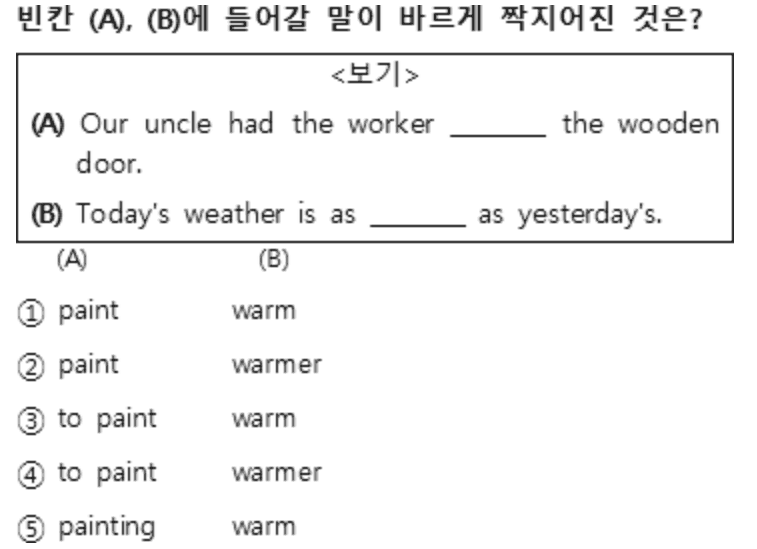 빈칸 (A), (B)에 들어갈 말이 바르게 짝지어진 것은?
<보기>
(A) Our uncle had the worker ______ the wooden
door.
(B) Today's weather is as ______ as yesterday's.
(A) (B)
① paint warm
② paint warmer
③ to paint warm
④ to paint warmer
⑤ painting warm